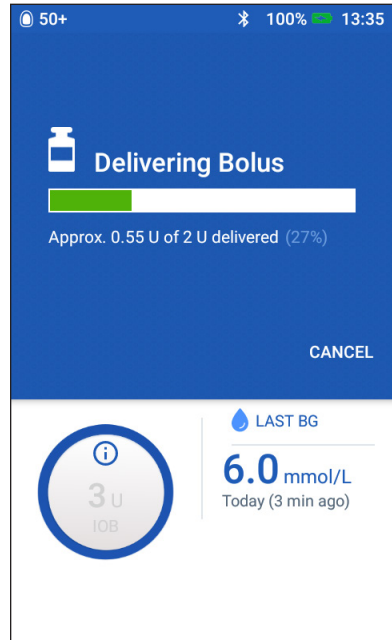 50+ 100% 13:35
Delivering Bolus
Approx. 0.55 U of 2 U delivered (27%)
CANCEL
3 U
IOB
LAST BG
6.0 mmol/L
Today (3 min ago)